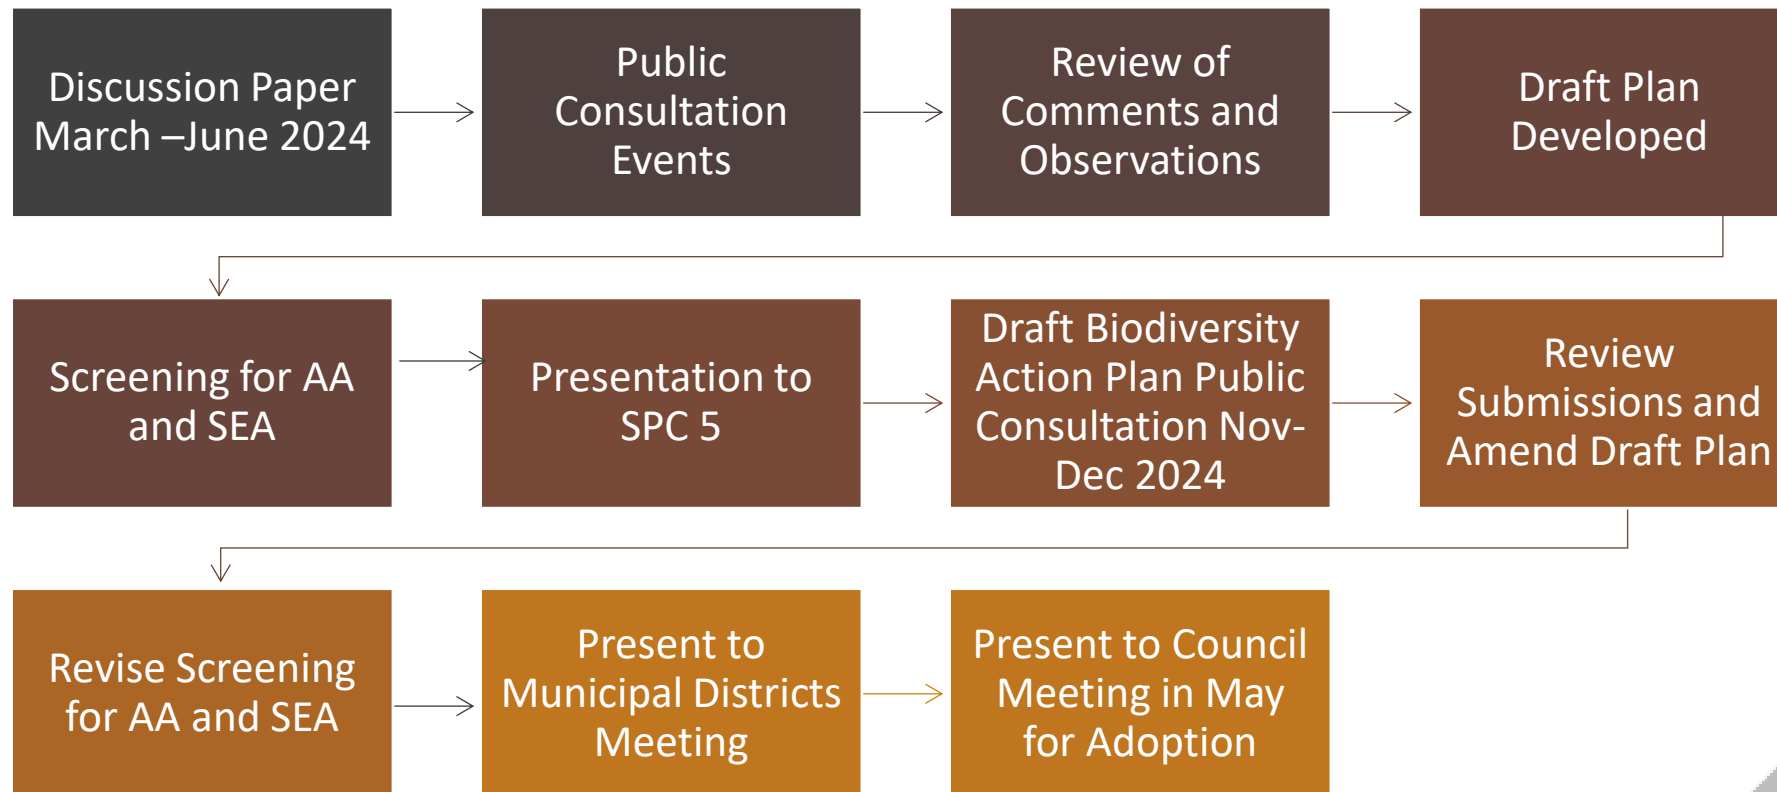 Discussion Paper
March –June 2024
Public
Consultation
Events
Review of
Comments and
Observations
Draft Plan
Developed
Screening for AA
and SEA
Presentation to
SPC 5
Draft Biodiversity
Action Plan Public
Consultation Nov-
Dec 2024
Review
Submissions and
Amend Draft Plan
Revise Screening
for AA and SEA
Present to
Municipal Districts
Meeting
Present to Council
Meeting in May
for Adoption